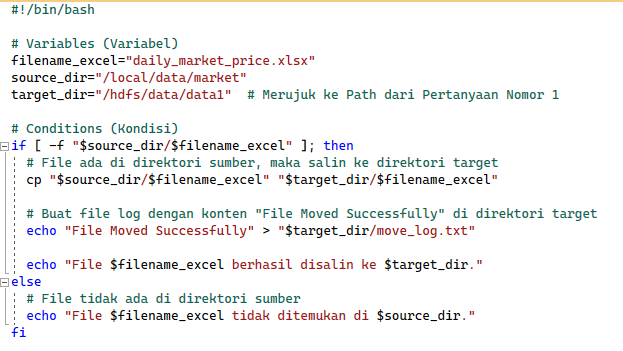 #!/bin/bash
# Variables (Variabel)
filename_excel="daily_market_price.xlsx"
source_dir="/local/data/market"
target_dir="/hdfs/data/data1"  # Merujuk ke Path dari Pertanyaan Nomor 1
# Conditions (Kondisi)
if [ -f "$source_dir/$filename_excel" ]; then
  # File ada di direktori sumber, maka salin ke direktori target
  cp "$source_dir/$filename_excel" "$target_dir/$filename_excel"
  # Buat file log dengan konten "File Moved Successfully" di direktori target
  echo "File Moved Successfully" > "$target_dir/move_log.txt"
  echo "File $filename_excel berhasil disalin ke $target_dir."
else
  # File tidak ada di direktori sumber
  echo "File $filename_excel tidak ditemukan di $source_dir."
fi